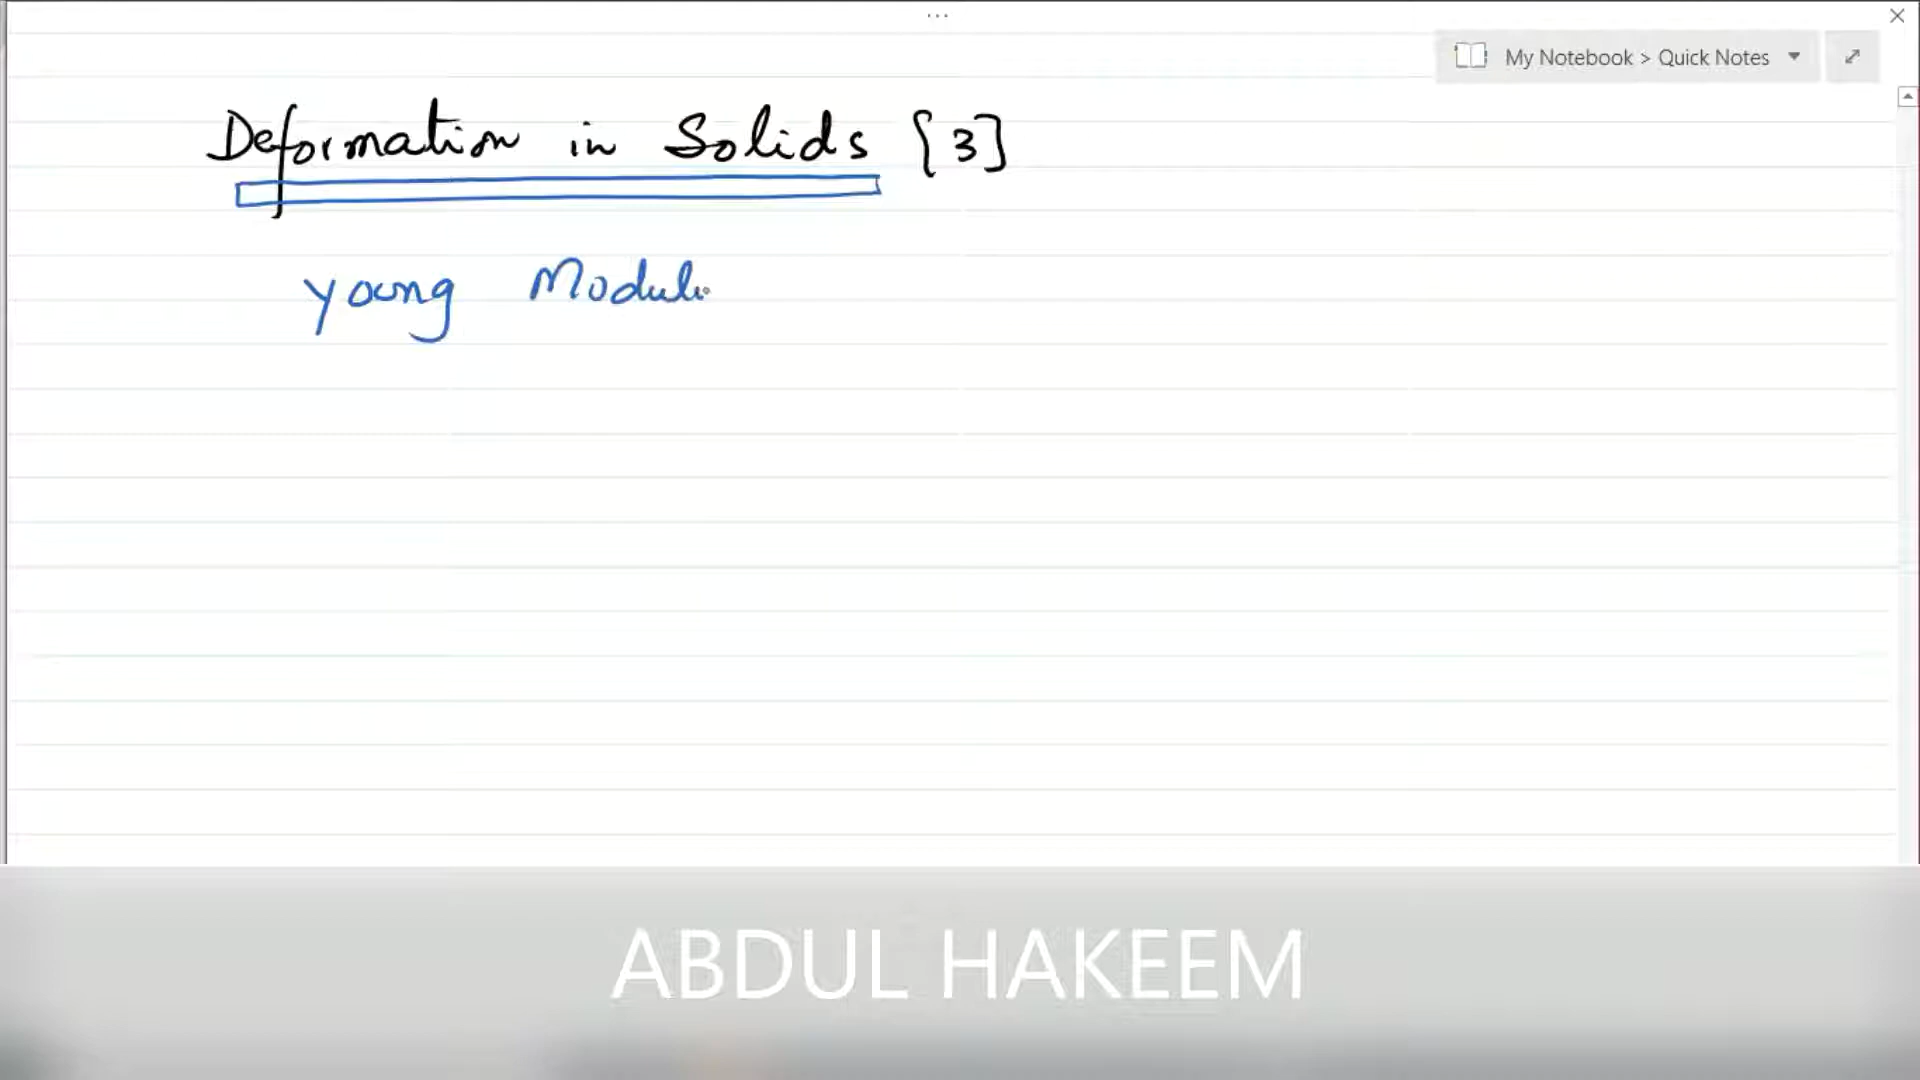 ...
My Notebook > Quick Notes
Deformation in Solids [3]
young Modulu
ABDUL HAKEEM